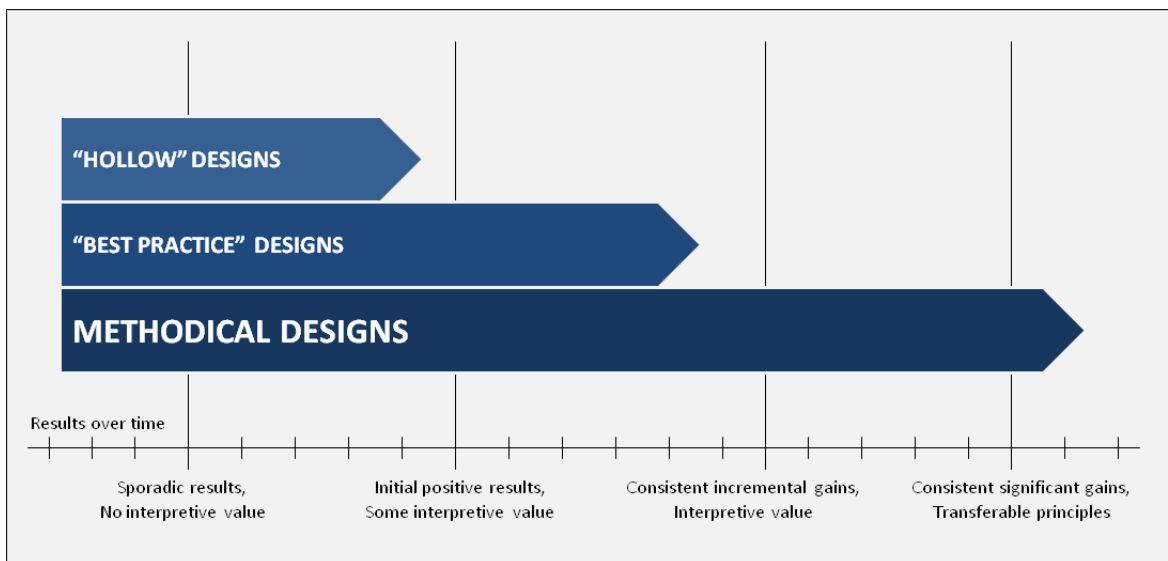 “HOLLOW” DESIGNS
“BEST PRACTICE” DESIGNS
METHODICAL DESIGNS
Results over time
Sporadic results,
No interpretive value
Initial positive results,
Some interpretive value
Consistent incremental gains,
Interpretive value
Consistent significant gains,
Transferable principles